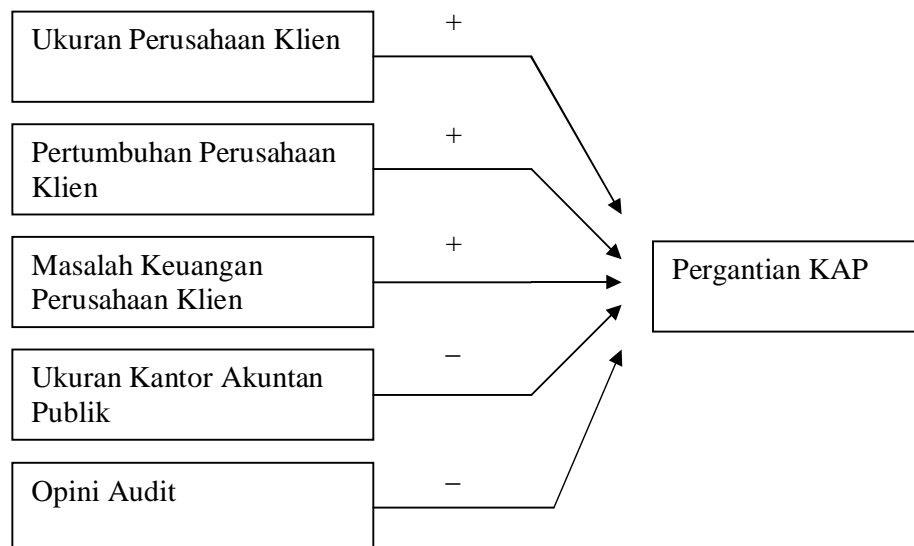 +
Ukuran Perusahaan Klien
+
Pertumbuhan Perusahaan
Klien
+
Masalah Keuangan
Perusahaan Klien
Pergantian KAP
–
Ukuran Kantor Akuntan
Publik
–
Opini Audit